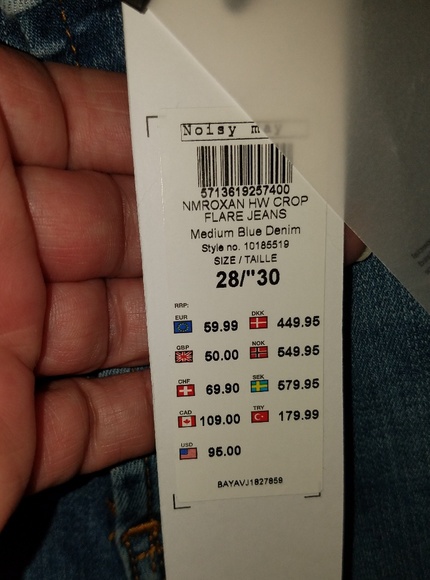 Noisy may
5713619257400
NMROXAN HW CROP
FLARE JEANS
Medium Blue Denim
Style no. 10185519
SIZE / TAILLE
28/"30
RRP:
EUR 59.99 DKK 449.95
GBP 50.00 NOK 549.95
CHF 69.90 SEK 579.95
CAD 109.00 TRY 179.99
USD 95.00
BAYAVJ1827859